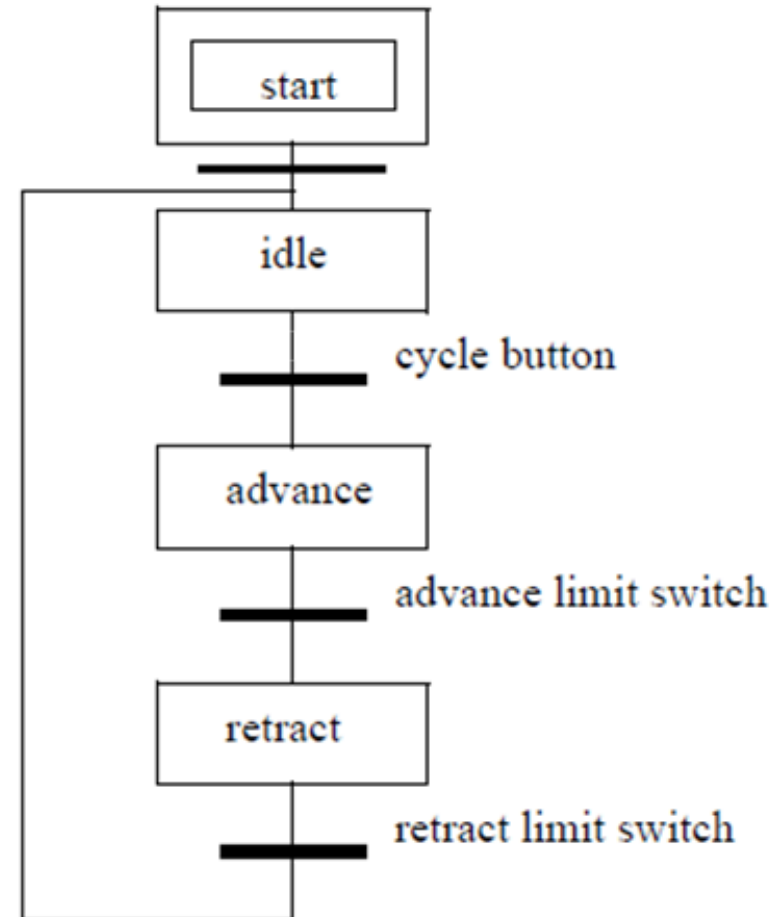 start
idle
cycle button
advance
advance limit switch
retract
retract limit switch